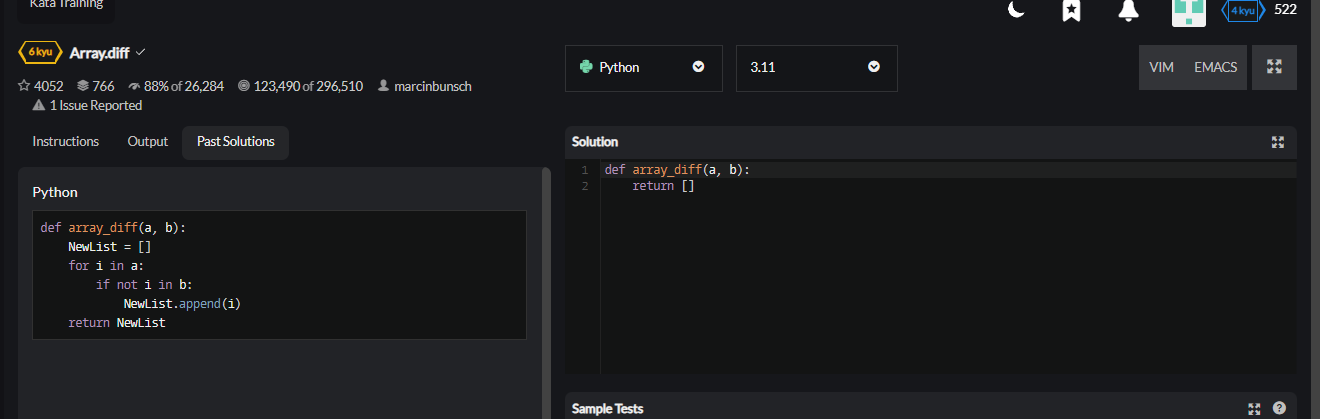 Kata Training
4 kyu 522
6 kyu Array.diff
4052 766 88% of 26,284 123,490 of 296,510 marcinbunsch
1 Issue Reported
Instructions Output Past Solutions
Python
def array_diff(a, b):
    NewList = []
    for i in a:
        if not i in b:
            NewList.append(i)
    return NewList
Python 3.11 VIM EMACS
Solution
1 def array_diff(a, b):
2     return []
Sample Tests